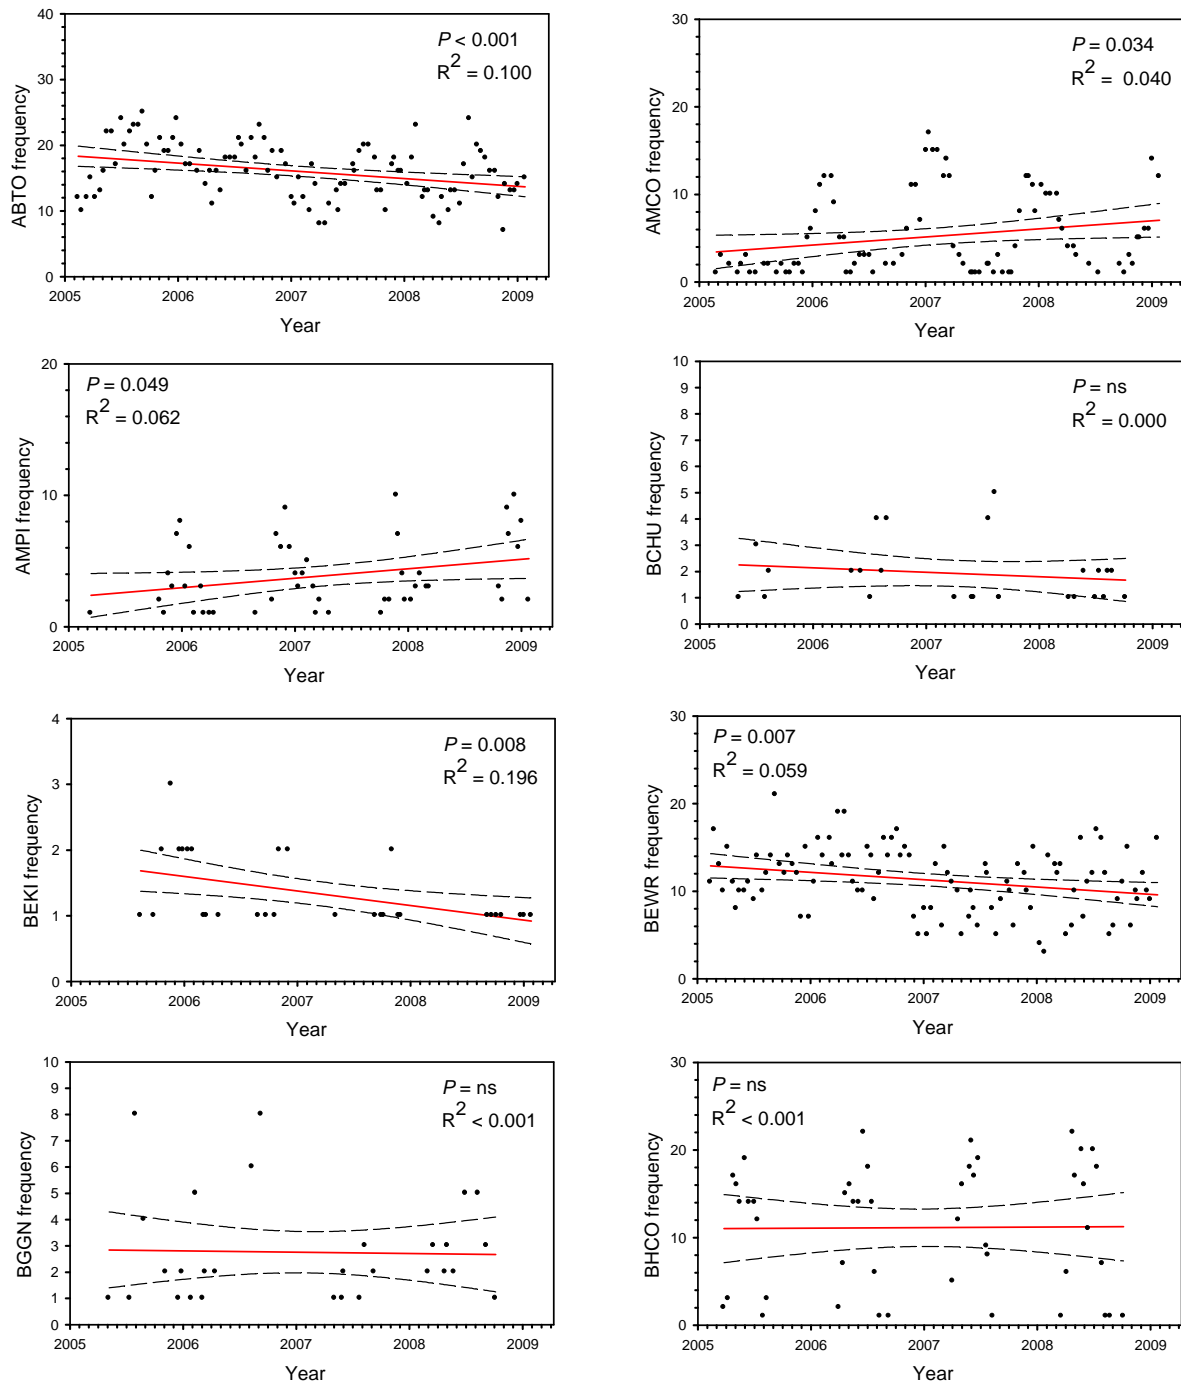 P < 0.001
R2 = 0.100
ABTO frequency
50
40
30
20
10
0
2005 2006 2007 2008 2009
Year
P = 0.034
R2 = 0.040
AMCO frequency
30
20
10
0
2005 2006 2007 2008 2009
Year
P = 0.049
R2 = 0.062
AMPI frequency
20
10
0
2005 2006 2007 2008 2009
Year
P = ns
R2 = 0.000
BCHU frequency
10
9
8
7
6
5
4
3
2
1
0
2005 2006 2007 2008 2009
Year
P = 0.008
R2 = 0.196
BEKI frequency
4
3
2
1
0
2005 2006 2007 2008 2009
Year
P = 0.007
R2 = 0.059
BEWR frequency
30
20
10
0
2005 2006 2007 2008 2009
Year
P = ns
R2 < 0.001
BGGN frequency
10
9
8
7
6
5
4
3
2
1
0
2005 2006 2007 2008 2009
Year
P = ns
R2 < 0.001
BHCO frequency
30
20
10
0
2005 2006 2007 2008 2009
Year